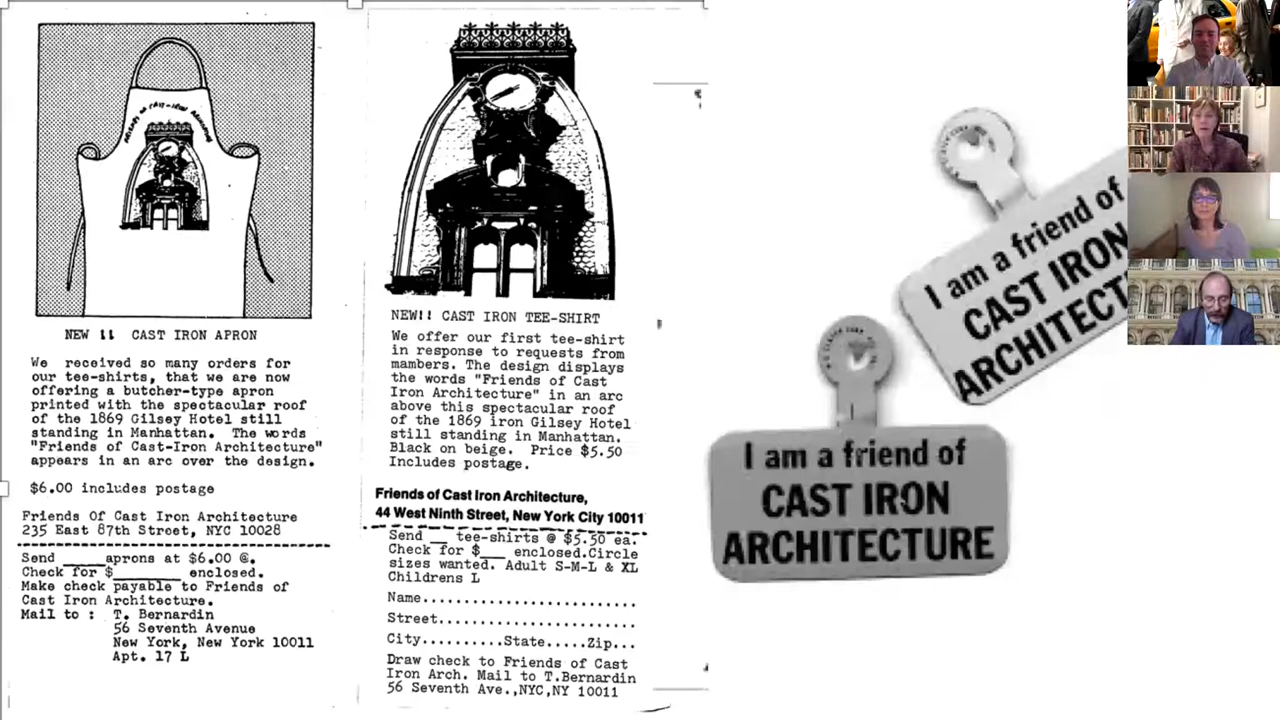 FRIENDS OF CAST-IRON ARCHITECTURE
NEW !! CAST IRON APRON
We received so many orders for
our tee-shirts, that we are now
offering a butcher-type apron
printed with the spectacular roof
of the 1869 Gilsey Hotel still
standing in Manhattan. The words
"Friends of Cast-Iron Architecture"
appears in an arc over the design.
$6.00 includes postage
Friends Of Cast Iron Architecture
235 East 87th Street, NYC 10028
Send _____aprons at $6.00 @.
Check for $________ enclosed.
Make check payable to Friends of
Cast Iron Architecture.
Mail to : T. Bernardin
56 Seventh Avenue
New York, New York 10011
Apt. 17 L
NEW!! CAST IRON TEE-SHIRT
We offer our first tee-shirt
in response to requests from
mambers. The design displays
the words "Friends of Cast
Iron Architecture" in an arc
above this spectacular roof
of the 1869 iron Gilsey Hotel
still standing in Manhattan.
Black on beige. Price $5.50
Includes postage.
Friends of Cast Iron Architecture,
44 West Ninth Street, New York City 10011
Send __ tee-shirts @ $5.50 ea.
Check for $___ enclosed.Circle
sizes wanted. Adult S-M-L & XL
Childrens L
Name..........................
Street........................
City..........State.....Zip...
Draw check to Friends of Cast
Iron Arch. Mail to T.Bernardin
56 Seventh Ave.,NYC,NY 10011
I am a friend of
CAST IRON
ARCHITECT
I am a friend of
CAST IRON
ARCHITECTURE